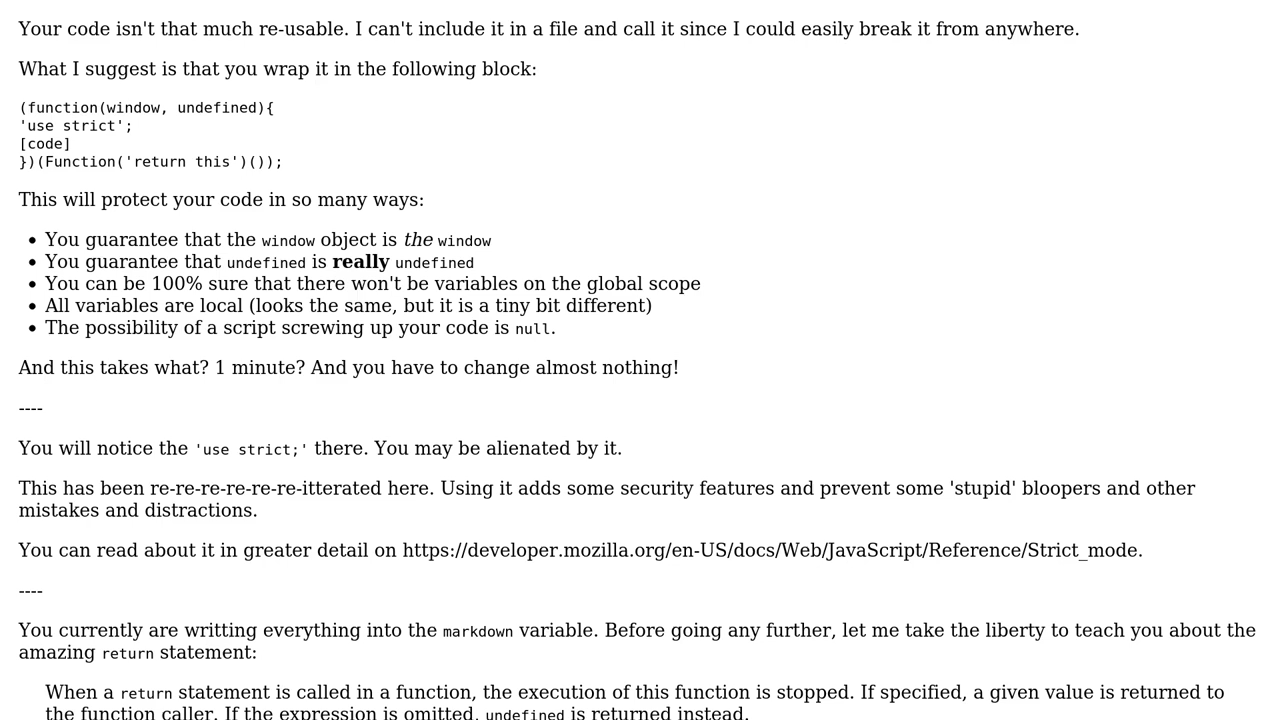 Your code isn't that much re-usable. I can't include it in a file and call it since I could easily break it from anywhere.
What I suggest is that you wrap it in the following block:
(function(window, undefined){
'use strict';
[code]
})(Function('return this')());
This will protect your code in so many ways:
• You guarantee that the window object is the window
• You guarantee that undefined is really undefined
• You can be 100% sure that there won't be variables on the global scope
• All variables are local (looks the same, but it is a tiny bit different)
• The possibility of a script screwing up your code is null.
And this takes what? 1 minute? And you have to change almost nothing!
----
You will notice the 'use strict;' there. You may be alienated by it.
This has been re-re-re-re-re-re-itterated here. Using it adds some security features and prevent some 'stupid' bloopers and other
mistakes and distractions.
You can read about it in greater detail on https://developer.mozilla.org/en-US/docs/Web/JavaScript/Reference/Strict_mode.
----
You currently are writting everything into the markdown variable. Before going any further, let me take the liberty to teach you about the
amazing return statement:
When a return statement is called in a function, the execution of this function is stopped. If specified, a given value is returned to
the function caller. If the expression is omitted, undefined is returned instead.